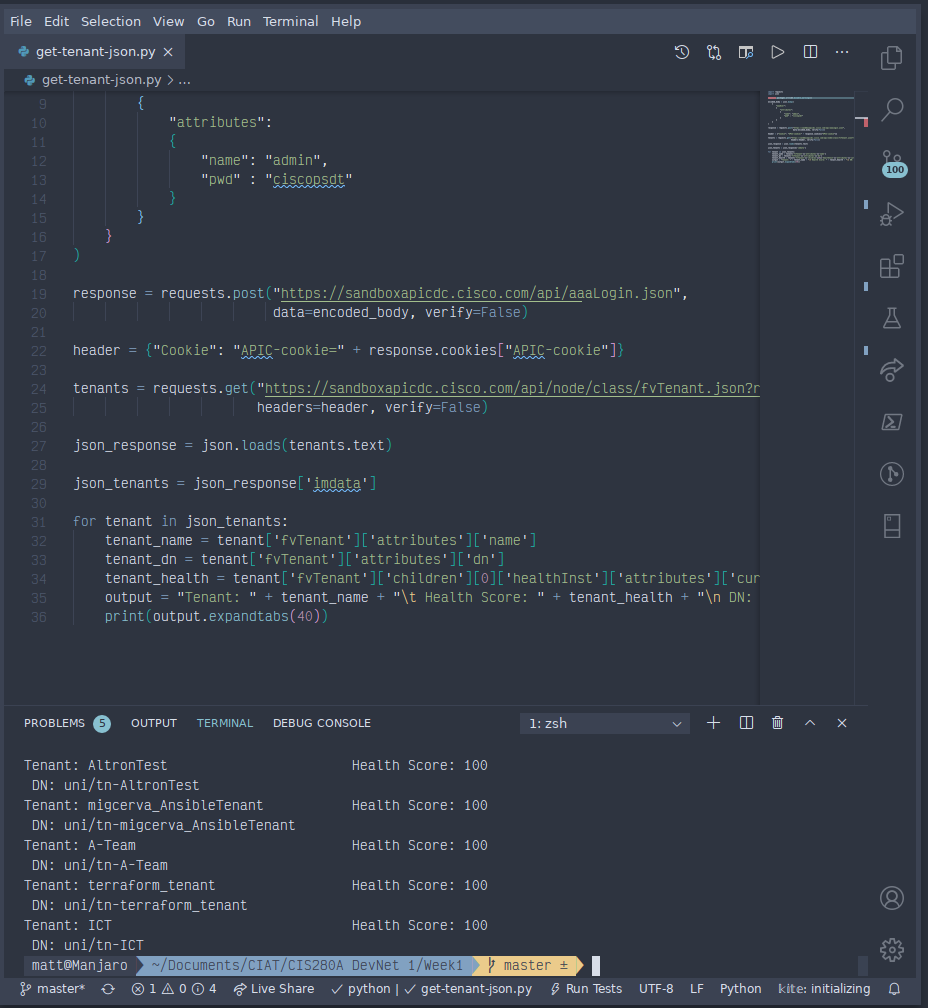 File Edit Selection View Go Run Terminal Help
get-tenant-json.py
get-tenant-json.py > ...
9 {
10 "attributes":
11 {
12 "name": "admin",
13 "pwd" : "ciscopsdt"
14 }
15 }
16 }
17 )
18
19 response = requests.post("https://sandboxapicdc.cisco.com/api/aaaLogin.json",
20 data=encoded_body, verify=False)
21
22 header = {"Cookie": "APIC-cookie=" + response.cookies["APIC-cookie"]}
23
24 tenants = requests.get("https://sandboxapicdc.cisco.com/api/node/class/fvTenant.json?r
25 headers=header, verify=False)
26
27 json_response = json.loads(tenants.text)
28
29 json_tenants = json_response['imdata']
30
31 for tenant in json_tenants:
32 tenant_name = tenant['fvTenant']['attributes']['name']
33 tenant_dn = tenant['fvTenant']['attributes']['dn']
34 tenant_health = tenant['fvTenant']['children'][0]['healthInst']['attributes']['cur
35 output = "Tenant: " + tenant_name + "\t Health Score: " + tenant_health + "\n DN:
36 print(output.expandtabs(40))
100
PROBLEMS 5 OUTPUT TERMINAL DEBUG CONSOLE 1: zsh
Tenant: AltronTest Health Score: 100
DN: uni/tn-AltronTest
Tenant: migcerva_AnsibleTenant Health Score: 100
DN: uni/tn-migcerva_AnsibleTenant
Tenant: A-Team Health Score: 100
DN: uni/tn-A-Team
Tenant: terraform_tenant Health Score: 100
DN: uni/tn-terraform_tenant
Tenant: ICT Health Score: 100
DN: uni/tn-ICT
matt@Manjaro ~/Documents/CIAT/CIS280A DevNet 1/Week1 master ±
master* 1 0 4 Live Share python | get-tenant-json.py Run Tests UTF-8 LF Python kite: initializing